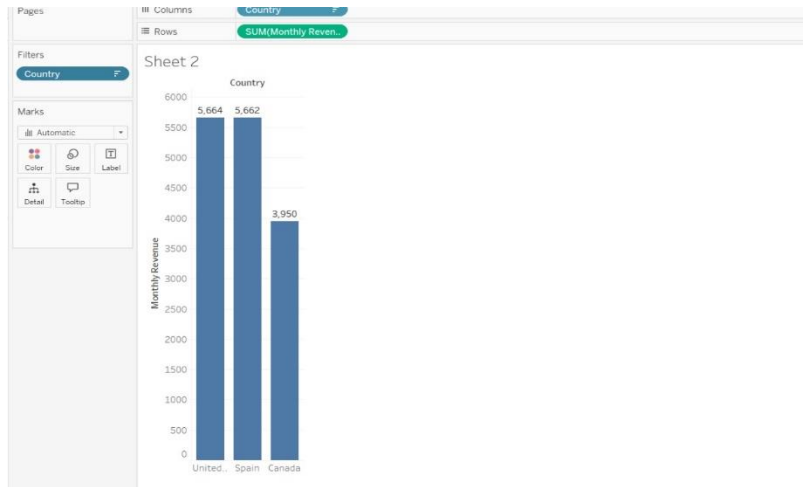 Pages
Columns
Country
Rows
SUM(Monthly Reven..
Filters
Country
Marks
Automatic
Color
Size
Label
Detail
Tooltip
Sheet 2
Country
6000
5500
5000
4500
4000
3500
3000
2500
2000
1500
1000
500
0
Monthly Revenue
5,664 5,662
3,950
United.. Spain Canada